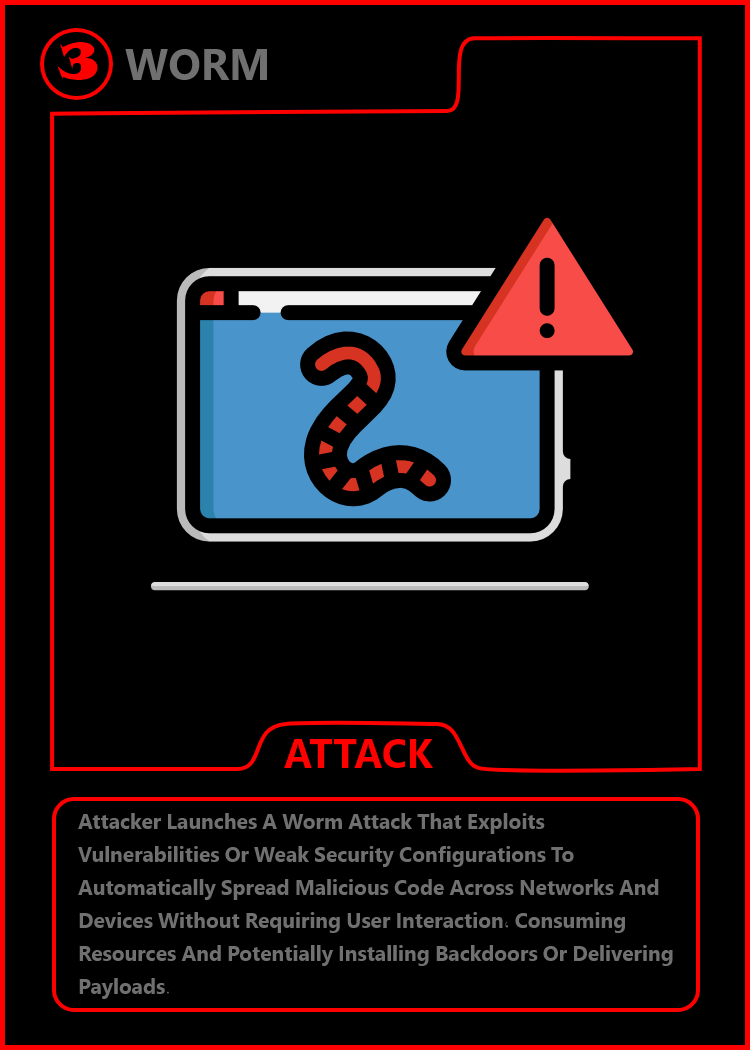 3 WORM
ATTACK
Attacker Launches A Worm Attack That Exploits
Vulnerabilities Or Weak Security Configurations To
Automatically Spread Malicious Code Across Networks And
Devices Without Requiring User Interaction, Consuming
Resources And Potentially Installing Backdoors Or Delivering
Payloads.